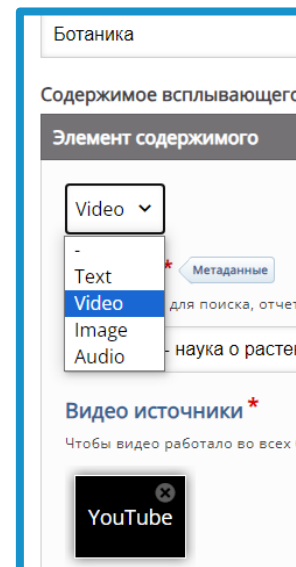 Ботаника
Содержимое всплывающего
Элемент содержимого
Video
-
Text
* Метаданные
Video
для поиска, отчет
Image
Audio
- наука о расте
Видео источники *
Чтобы видео работало во всех
YouTube